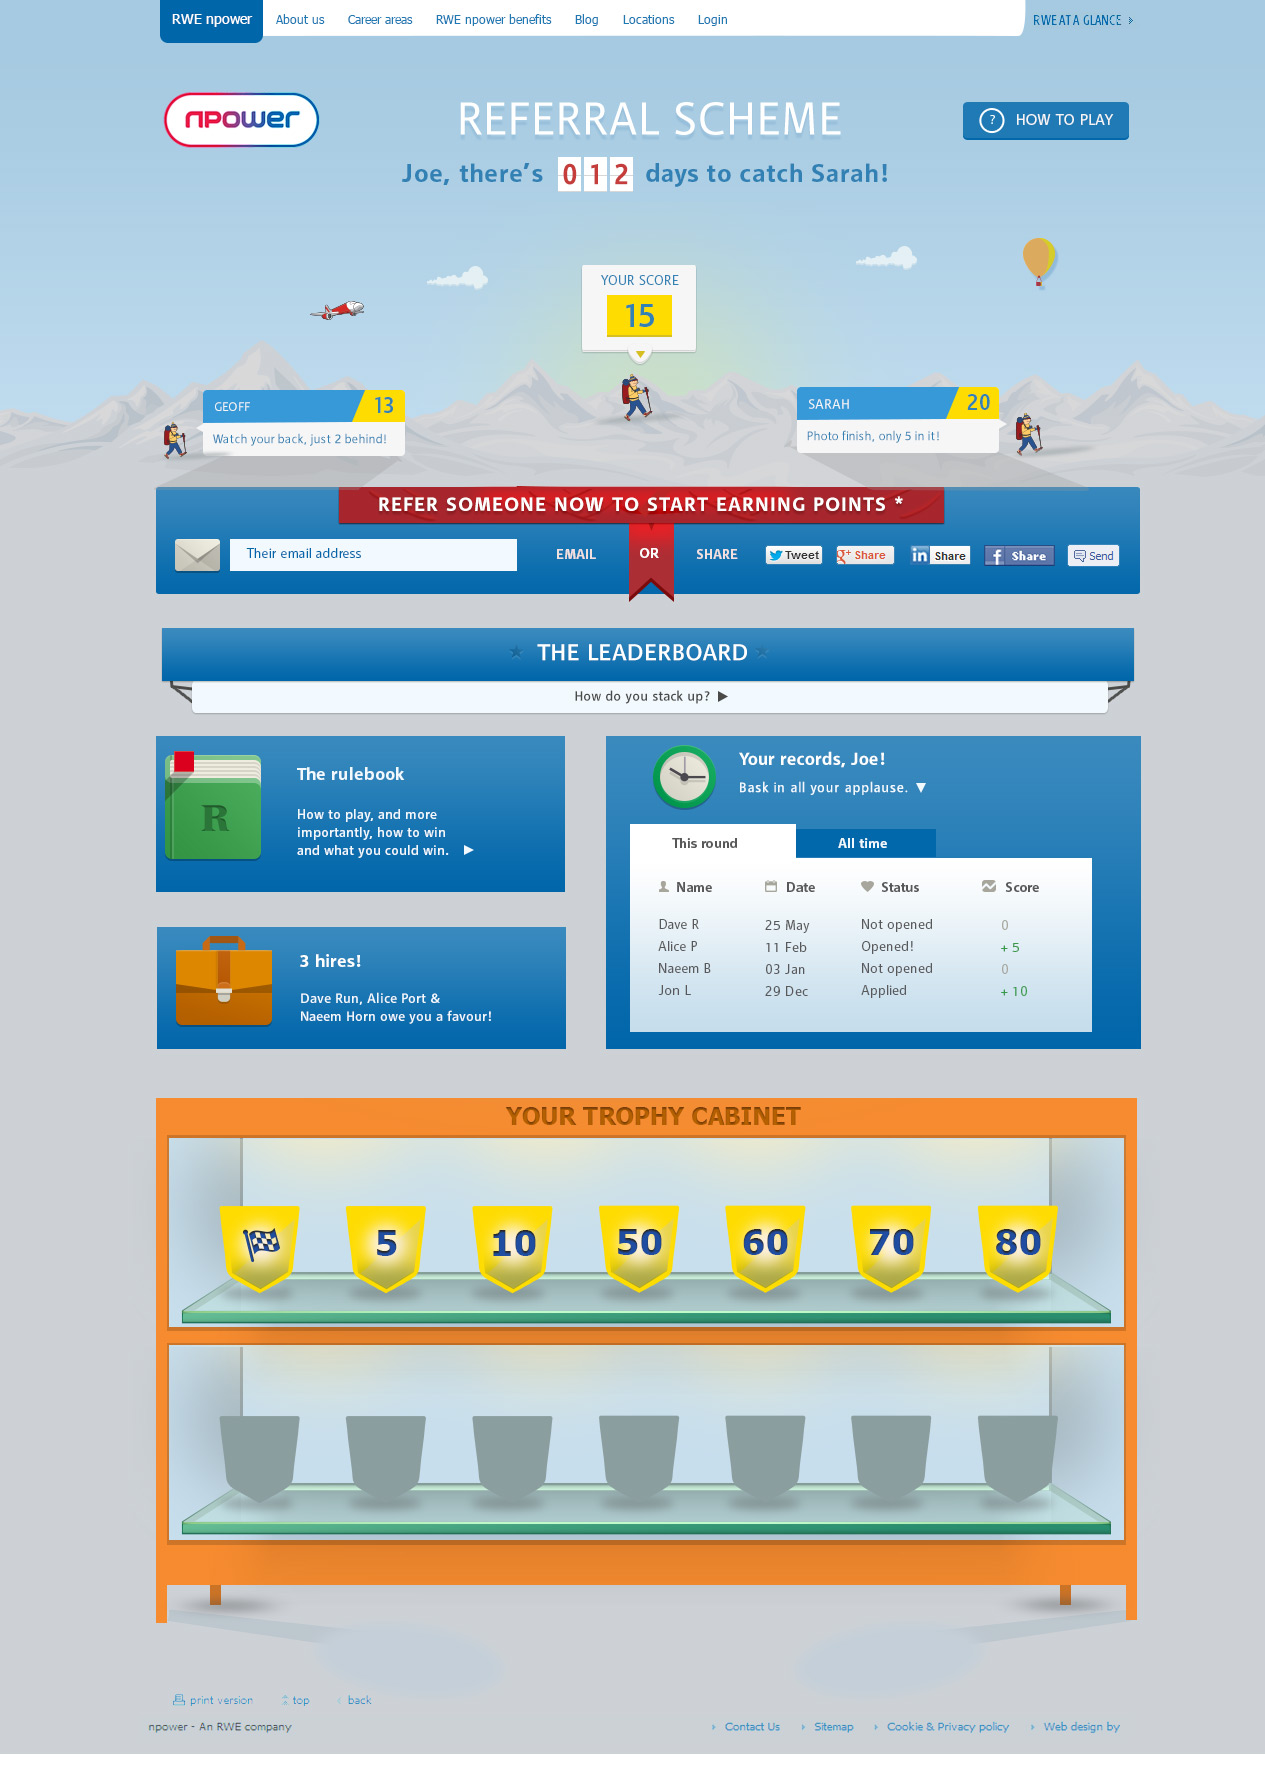 RWE npower About us Career areas RWE npower benefits Blog Locations Login RWE AT A GLANCE
npower
REFERRAL SCHEME
? HOW TO PLAY
Joe, there's 012 days to catch Sarah!
YOUR SCORE
15
GEOFF 13
Watch your back, just 2 behind!
SARAH 20
Photo finish, only 5 in it!
REFER SOMEONE NOW TO START EARNING POINTS *
Their email address EMAIL OR SHARE Tweet g+ Share in Share f Share Send
THE LEADERBOARD
How do you stack up?
R
The rulebook
How to play, and more
importantly, how to win
and what you could win.
3 hires!
Dave Run, Alice Port &
Naeem Horn owe you a favour!
Your records, Joe!
Bask in all your applause.
This round All time
Name Date Status Score
Dave R 25 May Not opened 0
Alice P 11 Feb Opened! + 5
Naeem B 03 Jan Not opened 0
Jon L 29 Dec Applied + 10
YOUR TROPHY CABINET
5 10 50 60 70 80
print version top back
npower - An RWE company Contact Us Sitemap Cookie & Privacy policy Web design by